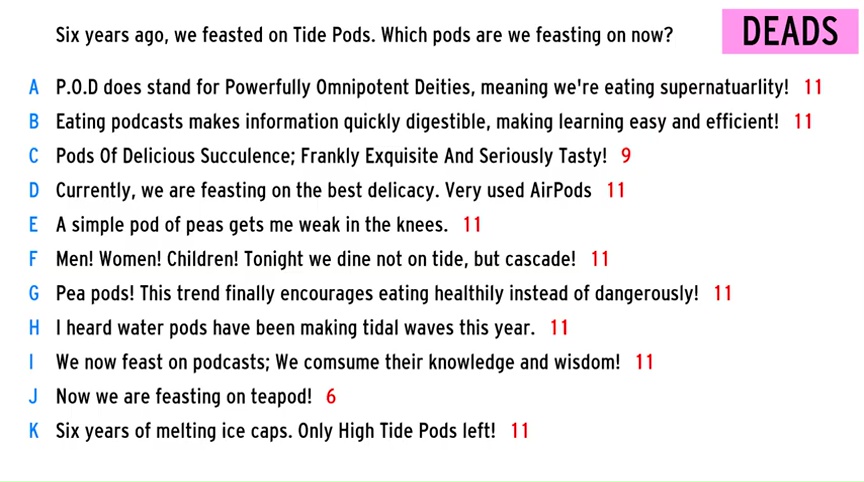 Six years ago, we feasted on Tide Pods. Which pods are we feasting on now?
DEADS
A P.O.D does stand for Powerfully Omnipotent Deities, meaning we're eating supernatuarlity! 11
B Eating podcasts makes information quickly digestible, making learning easy and efficient! 11
C Pods Of Delicious Succulence; Frankly Exquisite And Seriously Tasty! 9
D Currently, we are feasting on the best delicacy. Very used AirPods 11
E A simple pod of peas gets me weak in the knees. 11
F Men! Women! Children! Tonight we dine not on tide, but cascade! 11
G Pea pods! This trend finally encourages eating healthily instead of dangerously! 11
H I heard water pods have been making tidal waves this year. 11
I We now feast on podcasts; We comsume their knowledge and wisdom! 11
J Now we are feasting on teapod! 6
K Six years of melting ice caps. Only High Tide Pods left! 11